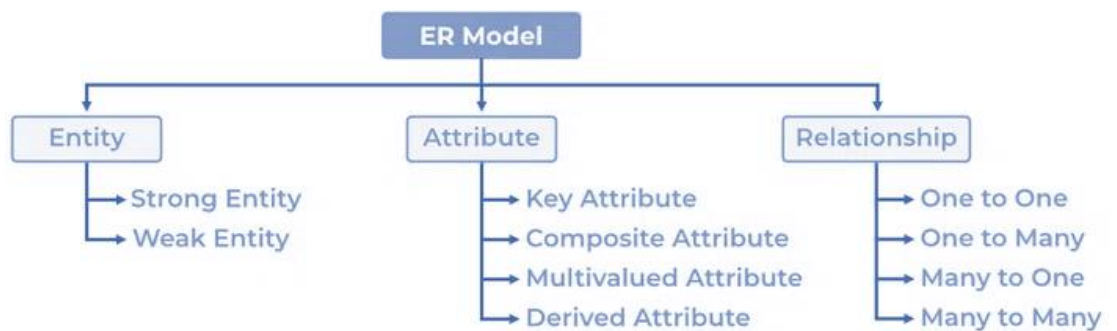 ER Model
Entity
Strong Entity
Weak Entity
Attribute
Key Attribute
Composite Attribute
Multivalued Attribute
Derived Attribute
Relationship
One to One
One to Many
Many to One
Many to Many